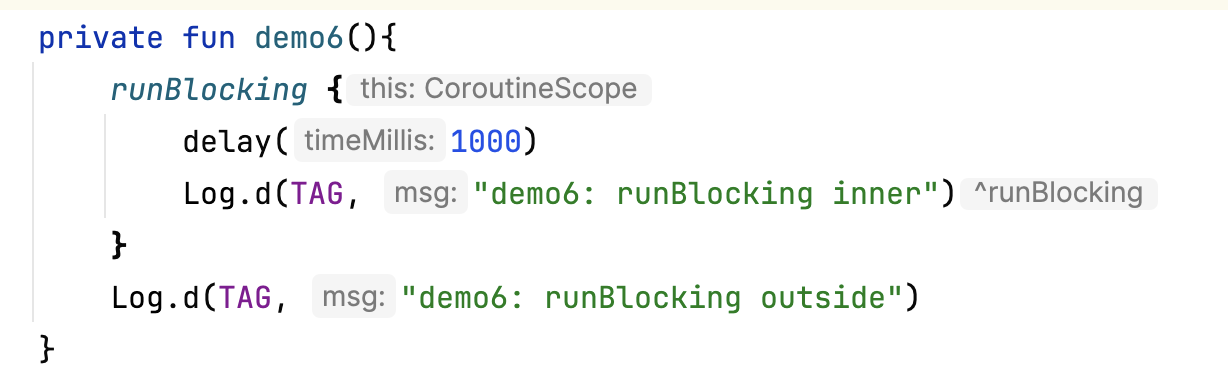 private fun demo6(){
runBlocking { this: CoroutineScope
delay( timeMillis: 1000)
Log.d(TAG, msg: "demo6: runBlocking inner") ^runBlocking
}
Log.d(TAG, msg: "demo6: runBlocking outside")
}